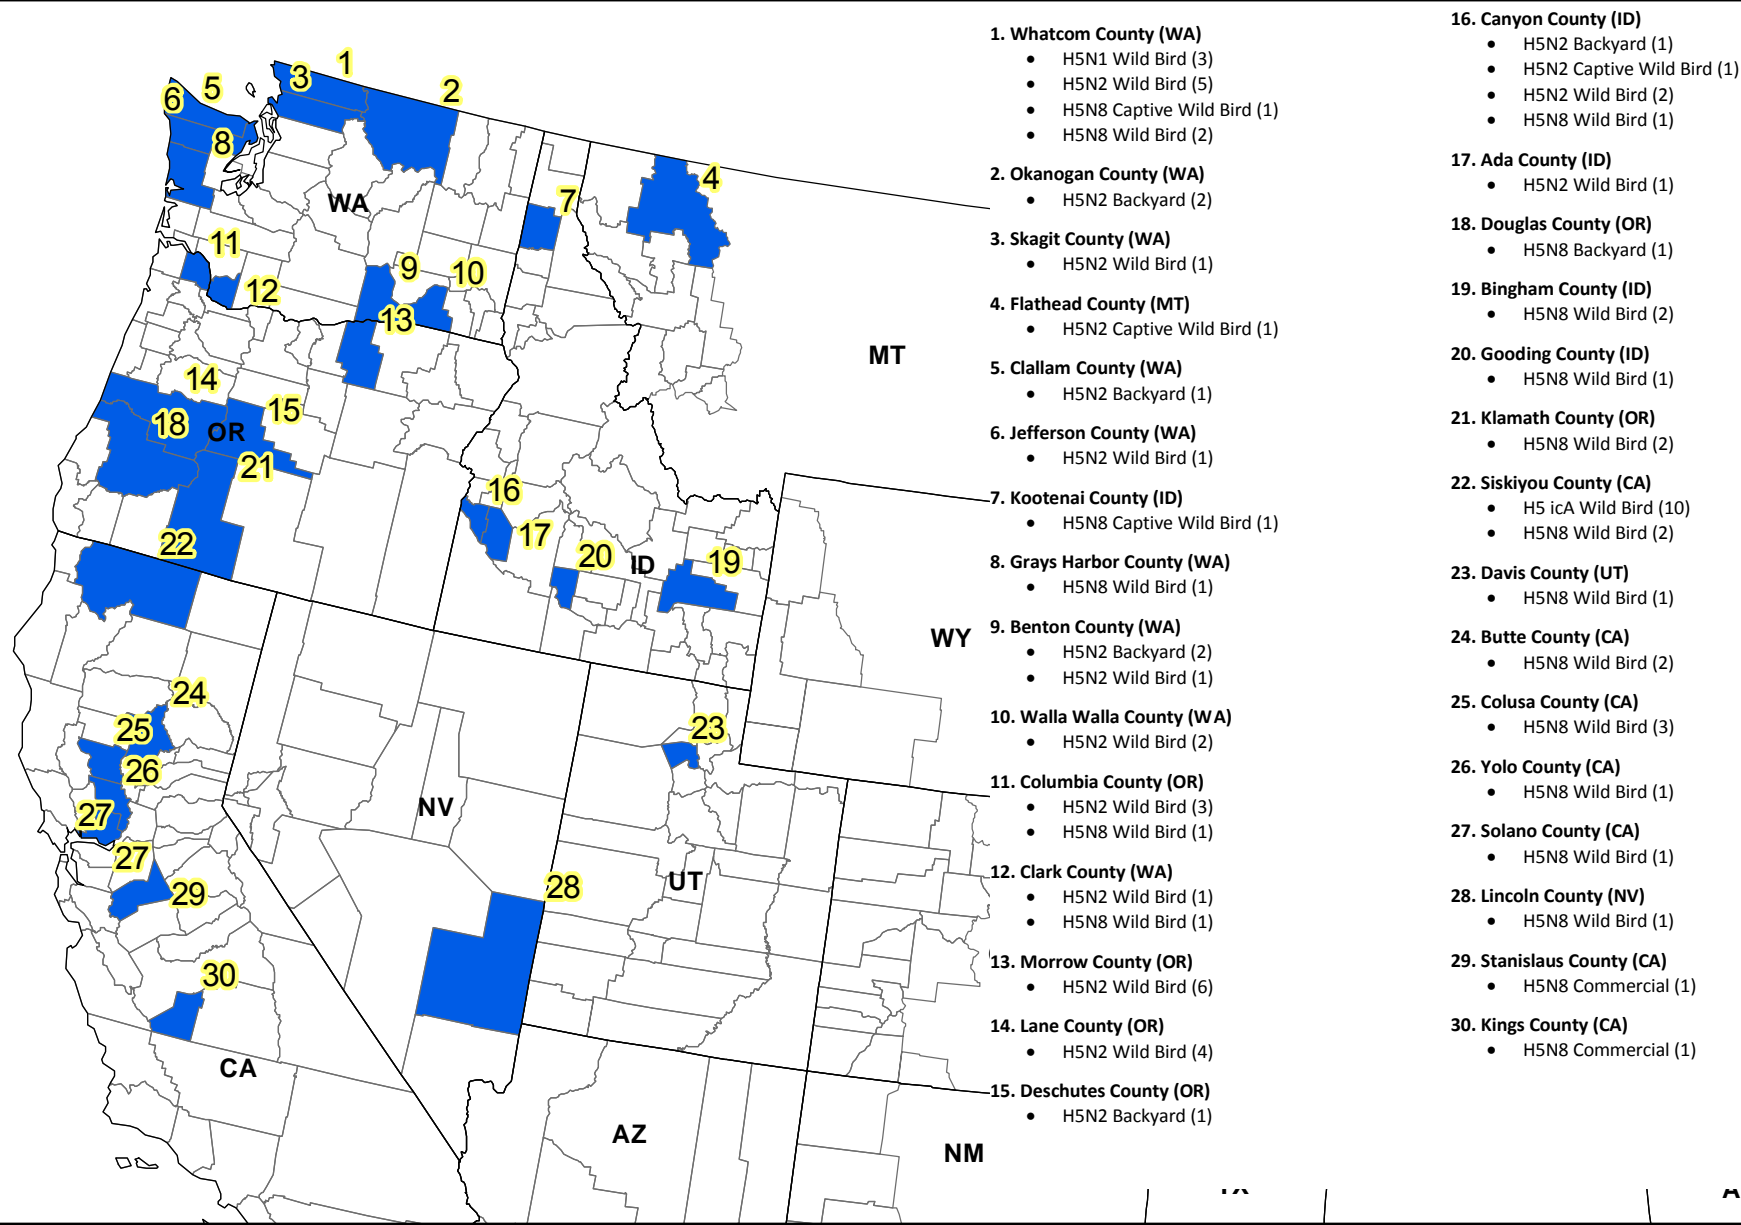 1
2
3
4
5
6
7
8
9
10
11
12
13
14
15
16
17
18
19
20
21
22
23
24
25
26
27
27
28
29
30
WA
OR
MT
ID
WY
NV
UT
CA
AZ
NM
1. Whatcom County (WA)
• H5N1 Wild Bird (3)
• H5N2 Wild Bird (5)
• H5N8 Captive Wild Bird (1)
• H5N8 Wild Bird (2)
2. Okanogan County (WA)
• H5N2 Backyard (2)
3. Skagit County (WA)
• H5N2 Wild Bird (1)
4. Flathead County (MT)
• H5N2 Captive Wild Bird (1)
5. Clallam County (WA)
• H5N2 Backyard (1)
6. Jefferson County (WA)
• H5N2 Wild Bird (1)
7. Kootenai County (ID)
• H5N8 Captive Wild Bird (1)
8. Grays Harbor County (WA)
• H5N8 Wild Bird (1)
9. Benton County (WA)
• H5N2 Backyard (2)
• H5N2 Wild Bird (1)
10. Walla Walla County (WA)
• H5N2 Wild Bird (2)
11. Columbia County (OR)
• H5N2 Wild Bird (3)
• H5N8 Wild Bird (1)
12. Clark County (WA)
• H5N2 Wild Bird (1)
• H5N8 Wild Bird (1)
13. Morrow County (OR)
• H5N2 Wild Bird (6)
14. Lane County (OR)
• H5N2 Wild Bird (4)
15. Deschutes County (OR)
• H5N2 Backyard (1)
16. Canyon County (ID)
• H5N2 Backyard (1)
• H5N2 Captive Wild Bird (1)
• H5N2 Wild Bird (2)
• H5N8 Wild Bird (1)
17. Ada County (ID)
• H5N2 Wild Bird (1)
18. Douglas County (OR)
• H5N8 Backyard (1)
19. Bingham County (ID)
• H5N8 Wild Bird (2)
20. Gooding County (ID)
• H5N8 Wild Bird (1)
21. Klamath County (OR)
• H5N8 Wild Bird (2)
22. Siskiyou County (CA)
• H5 icA Wild Bird (10)
• H5N8 Wild Bird (2)
23. Davis County (UT)
• H5N8 Wild Bird (1)
24. Butte County (CA)
• H5N8 Wild Bird (2)
25. Colusa County (CA)
• H5N8 Wild Bird (3)
26. Yolo County (CA)
• H5N8 Wild Bird (1)
27. Solano County (CA)
• H5N8 Wild Bird (1)
28. Lincoln County (NV)
• H5N8 Wild Bird (1)
29. Stanislaus County (CA)
• H5N8 Commercial (1)
30. Kings County (CA)
• H5N8 Commercial (1)